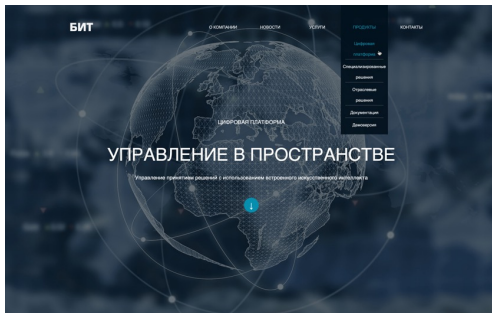 БИТ
О КОМПАНИИ НОВОСТИ УСЛУГИ ПРОДУКТЫ КОНТАКТЫ
Цифровая
платформа
Специализированные
решения
Отраслевые
решения
Документация
Демоверсия
ЦИФРОВАЯ ПЛАТФОРМА
УПРАВЛЕНИЕ В ПРОСТРАНСТВЕ
Управление принятием решений с использованием встроенного искусственного интеллекта